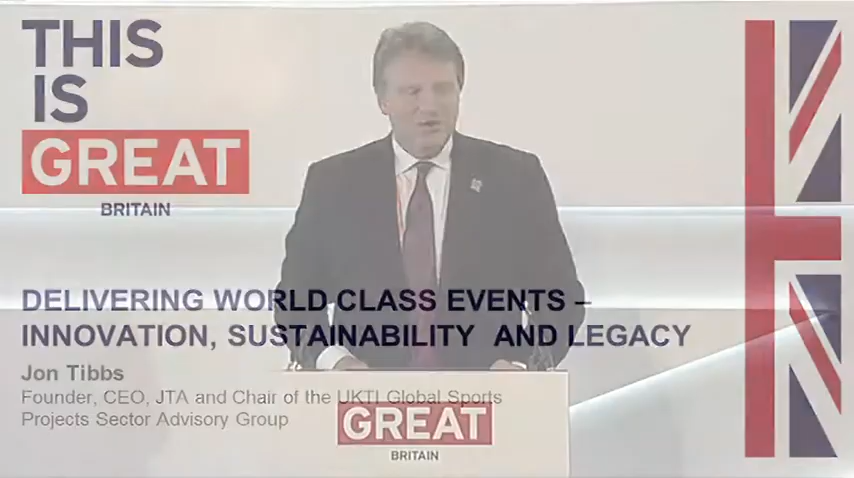 THIS
IS
GREAT
BRITAIN
DELIVERING WORLD CLASS EVENTS –
INNOVATION, SUSTAINABILITY AND LEGACY
Jon Tibbs
Founder, CEO, JTA and Chair of the UKTI Global Sports
Projects Sector Advisory Group
GREAT
BRITAIN